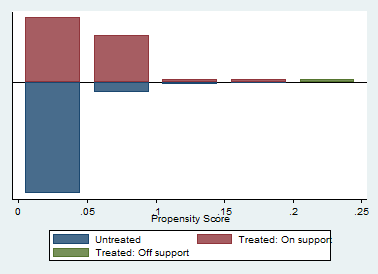 0 .05 .1 .15 .2 .25
Propensity Score
Untreated Treated: On support
Treated: Off support